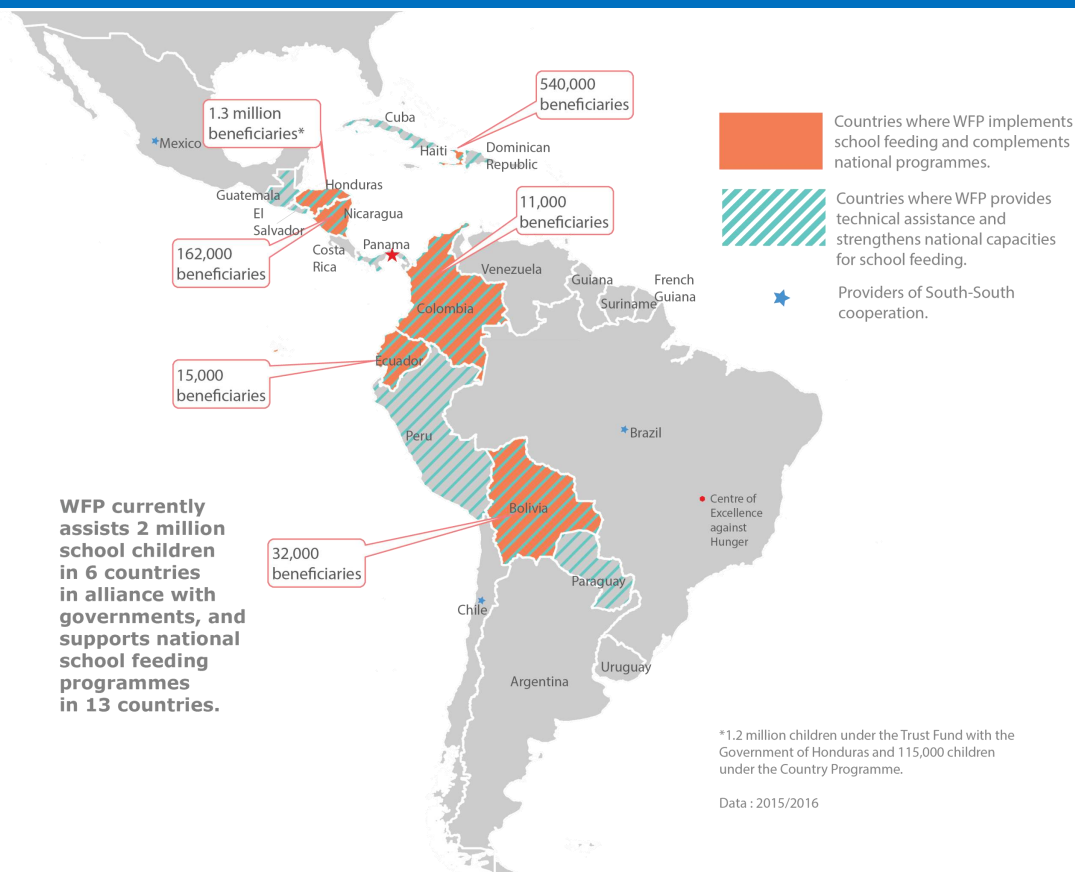 540,000
beneficiaries
1.3 million
beneficiaries*
Cuba
Mexico
Haiti
Dominican
Republic
Guatemala
Honduras
El
Salvador
Nicaragua
11,000
beneficiaries
162,000
beneficiaries
Costa
Rica
Panama
Venezuela
Guiana
Suriname
French
Guiana
Colombia
Ecuador
15,000
beneficiaries
Peru
Brazil
Bolivia
Centre of
Excellence
against
Hunger
32,000
beneficiaries
Paraguay
Chile
Uruguay
Argentina
Countries where WFP implements
school feeding and complements
national programmes.
Countries where WFP provides
technical assistance and
strengthens national capacities
for school feeding.
Providers of South-South
cooperation.
WFP currently
assists 2 million
school children
in 6 countries
in alliance with
governments, and
supports national
school feeding
programmes
in 13 countries.
*1.2 million children under the Trust Fund with the
Government of Honduras and 115,000 children
under the Country Programme.
Data : 2015/2016